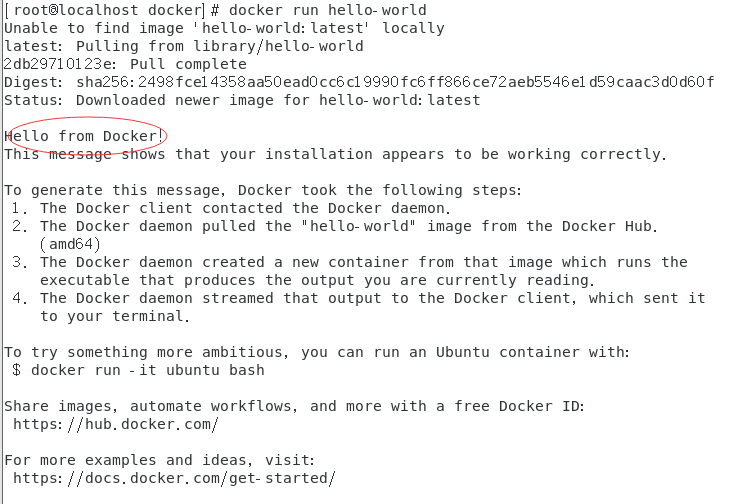 [root@localhost docker]# docker run hello-world
Unable to find image 'hello-world:latest' locally
latest: Pulling from library/hello-world
2db29710123e: Pull complete
Digest: sha256:2498fce14358aa50ead0cc6c19990fc6ff866ce72aeb5546e1d59caac3d0d60f
Status: Downloaded newer image for hello-world:latest
Hello from Docker!
This message shows that your installation appears to be working correctly.
To generate this message, Docker took the following steps:
1. The Docker client contacted the Docker daemon.
2. The Docker daemon pulled the "hello-world" image from the Docker Hub.
(amd64)
3. The Docker daemon created a new container from that image which runs the
executable that produces the output you are currently reading.
4. The Docker daemon streamed that output to the Docker client, which sent it
to your terminal.
To try something more ambitious, you can run an Ubuntu container with:
$ docker run -it ubuntu bash
Share images, automate workflows, and more with a free Docker ID:
https://hub.docker.com/
For more examples and ideas, visit:
https://docs.docker.com/get-started/